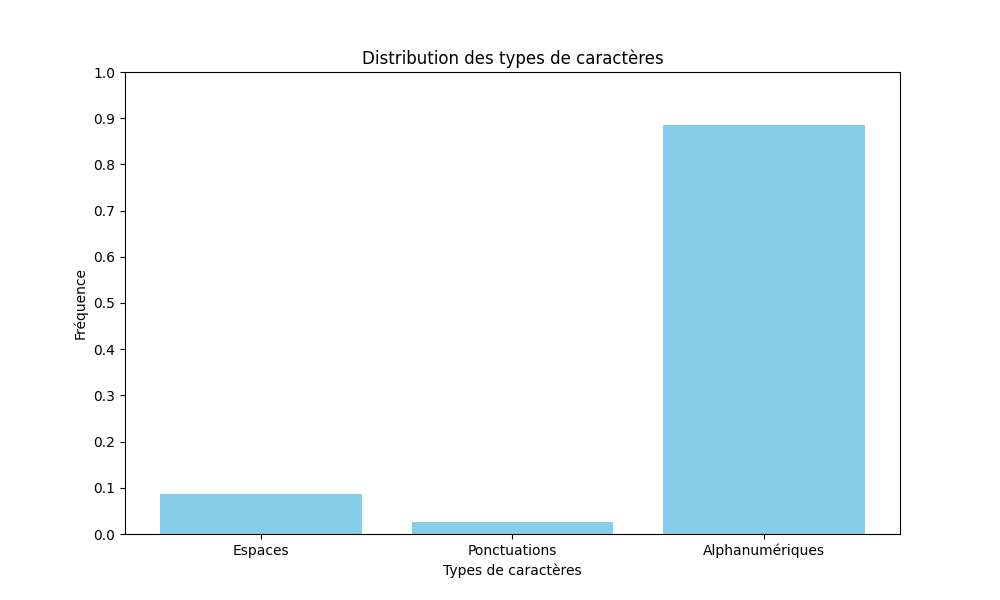 Distribution des types de caractères
Fréquence
1.0
0.9
0.8
0.7
0.6
0.5
0.4
0.3
0.2
0.1
0.0
Espaces Ponctuations Alphanumériques
Types de caractères